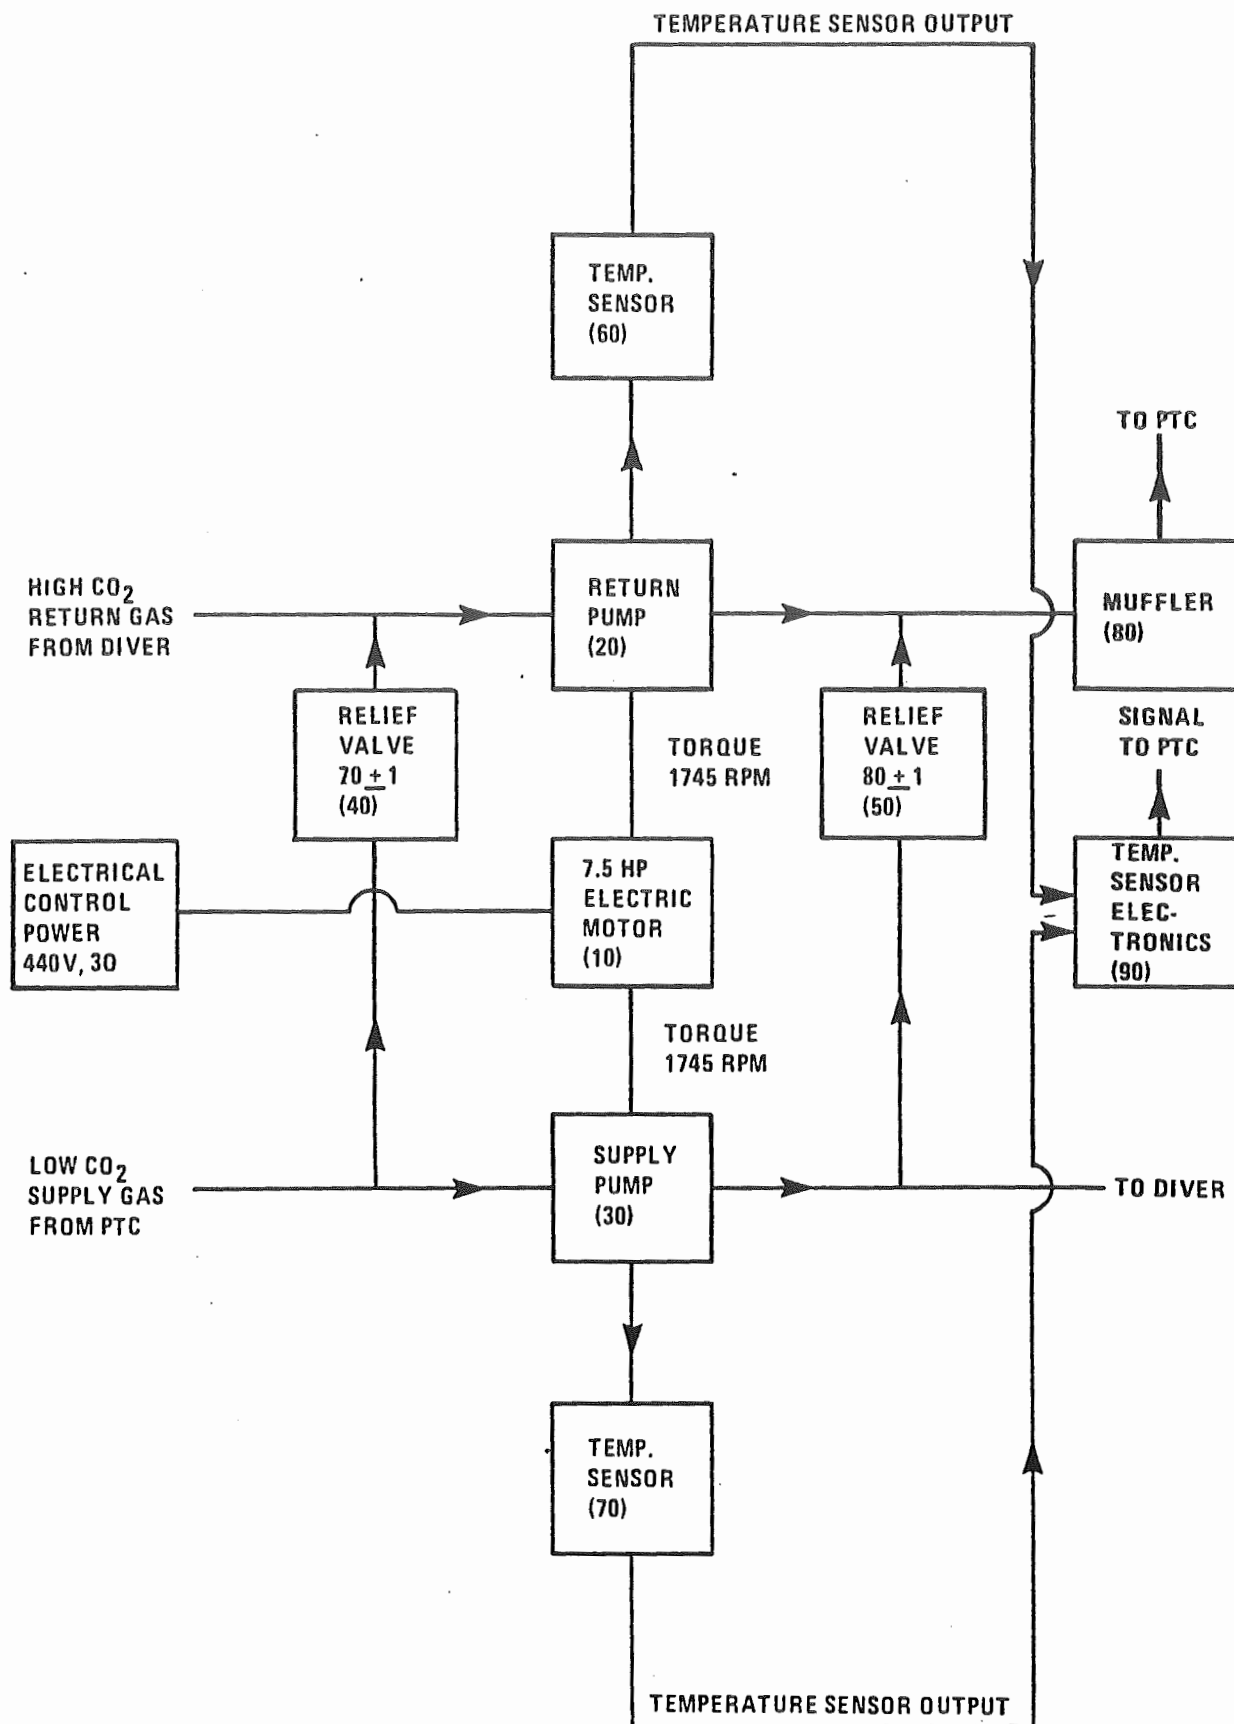 TEMPERATURE SENSOR OUTPUT
TEMP.
SENSOR
(60)
TO PTC
HIGH CO2
RETURN GAS
FROM DIVER
RETURN
PUMP
(20)
MUFFLER
(80)
RELIEF
VALVE
70 ± 1
(40)
TORQUE
1745 RPM
RELIEF
VALVE
80 ± 1
(50)
SIGNAL
TO PTC
ELECTRICAL
CONTROL
POWER
440V, 30
7.5 HP
ELECTRIC
MOTOR
(10)
TEMP.
SENSOR
ELEC-
TRONICS
(90)
TORQUE
1745 RPM
LOW CO2
SUPPLY GAS
FROM PTC
SUPPLY
PUMP
(30)
TO DIVER
TEMP.
SENSOR
(70)
TEMPERATURE SENSOR OUTPUT